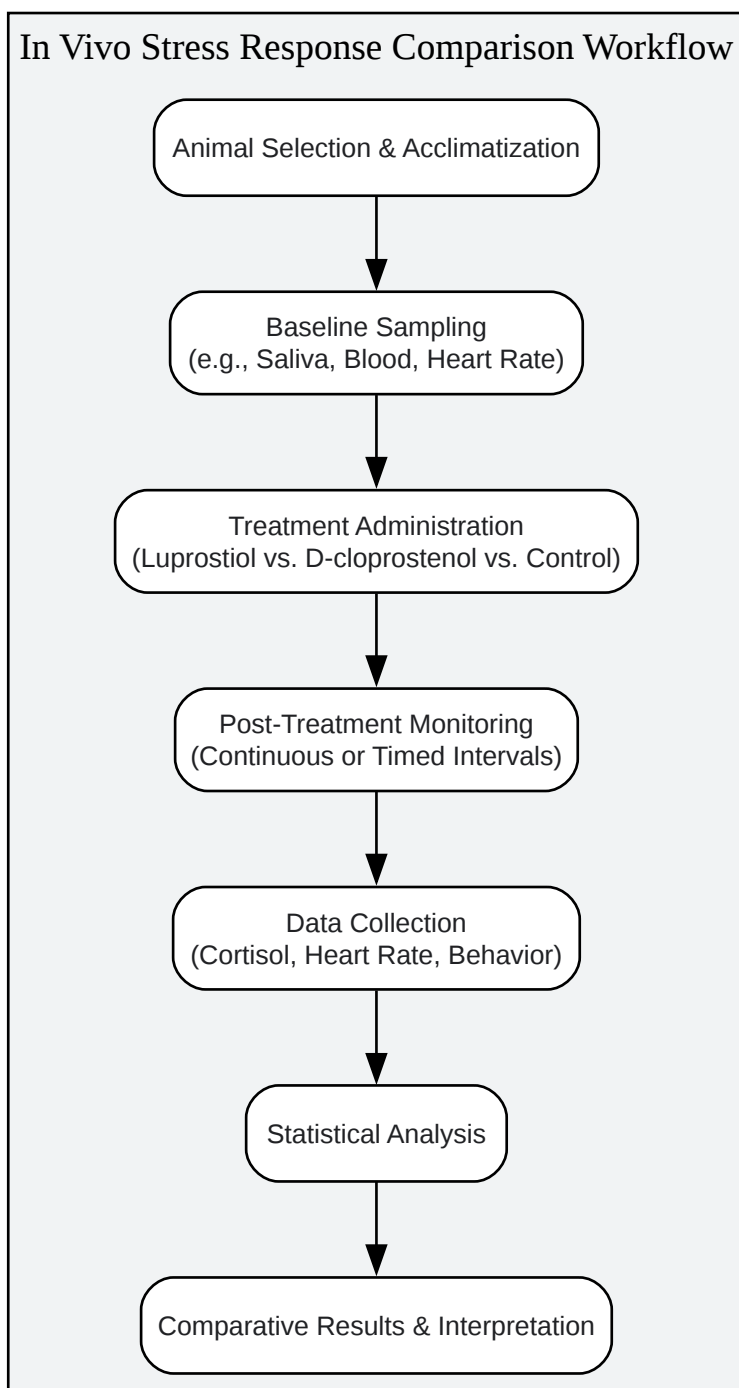 In Vivo Stress Response Comparison Workflow
Animal Selection & Acclimatization
Baseline Sampling
(e.g., Saliva, Blood, Heart Rate)
Treatment Administration
(Luprostiol vs. D-cloprostenol vs. Control)
Post-Treatment Monitoring
(Continuous or Timed Intervals)
Data Collection
(Cortisol, Heart Rate, Behavior)
Statistical Analysis
Comparative Results & Interpretation